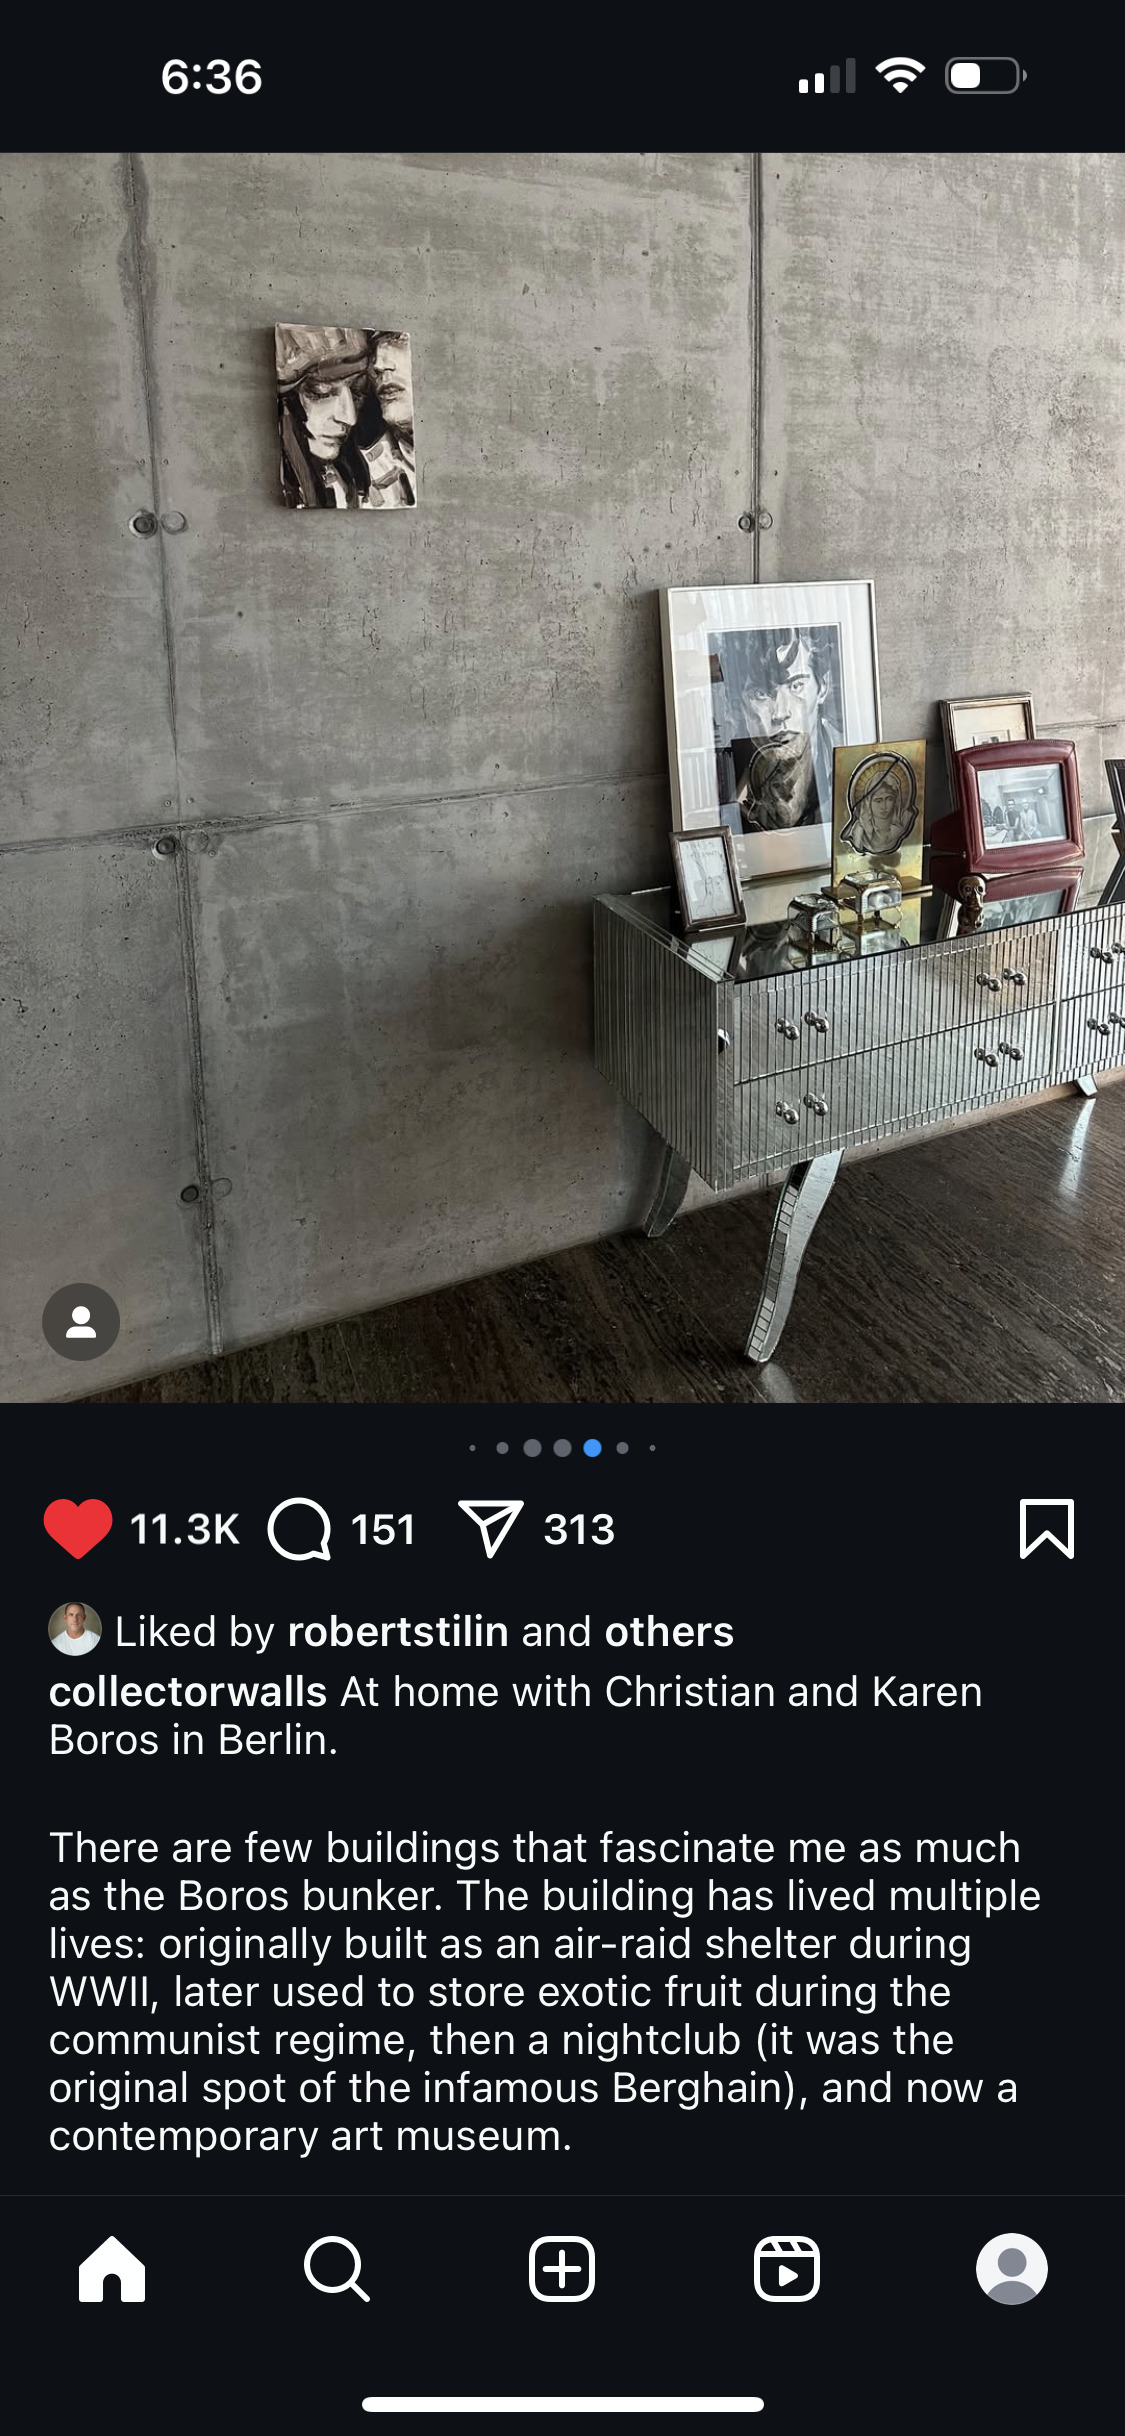 6:36
11.3K 151 313
Liked by robertstilin and others
collectorwalls At home with Christian and Karen
Boros in Berlin.
There are few buildings that fascinate me as much
as the Boros bunker. The building has lived multiple
lives: originally built as an air-raid shelter during
WWII, later used to store exotic fruit during the
communist regime, then a nightclub (it was the
original spot of the infamous Berghain), and now a
contemporary art museum.